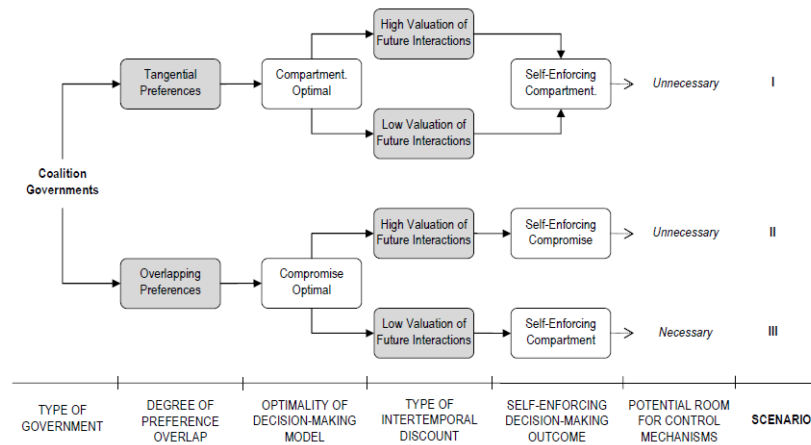 High Valuation of
Future Interactions
Tangential
Preferences
Compartment.
Optimal
Self-Enforcing
Compartment.
Unnecessary
I
Low Valuation of
Future Interactions
Coalition
Governments
High Valuation of
Future Interactions
Self-Enforcing
Compromise
Unnecessary
II
Overlapping
Preferences
Compromise
Optimal
Low Valuation of
Future Interactions
Self-Enforcing
Compartment
Necessary
III
TYPE OF
GOVERNMENT
DEGREE OF
PREFERENCE
OVERLAP
OPTIMALITY OF
DECISION-MAKING
MODEL
TYPE OF
INTERTEMPORAL
DISCOUNT
SELF-ENFORCING
DECISION-MAKING
OUTCOME
POTENTIAL ROOM
FOR CONTROL
MECHANISMS
SCENARIO